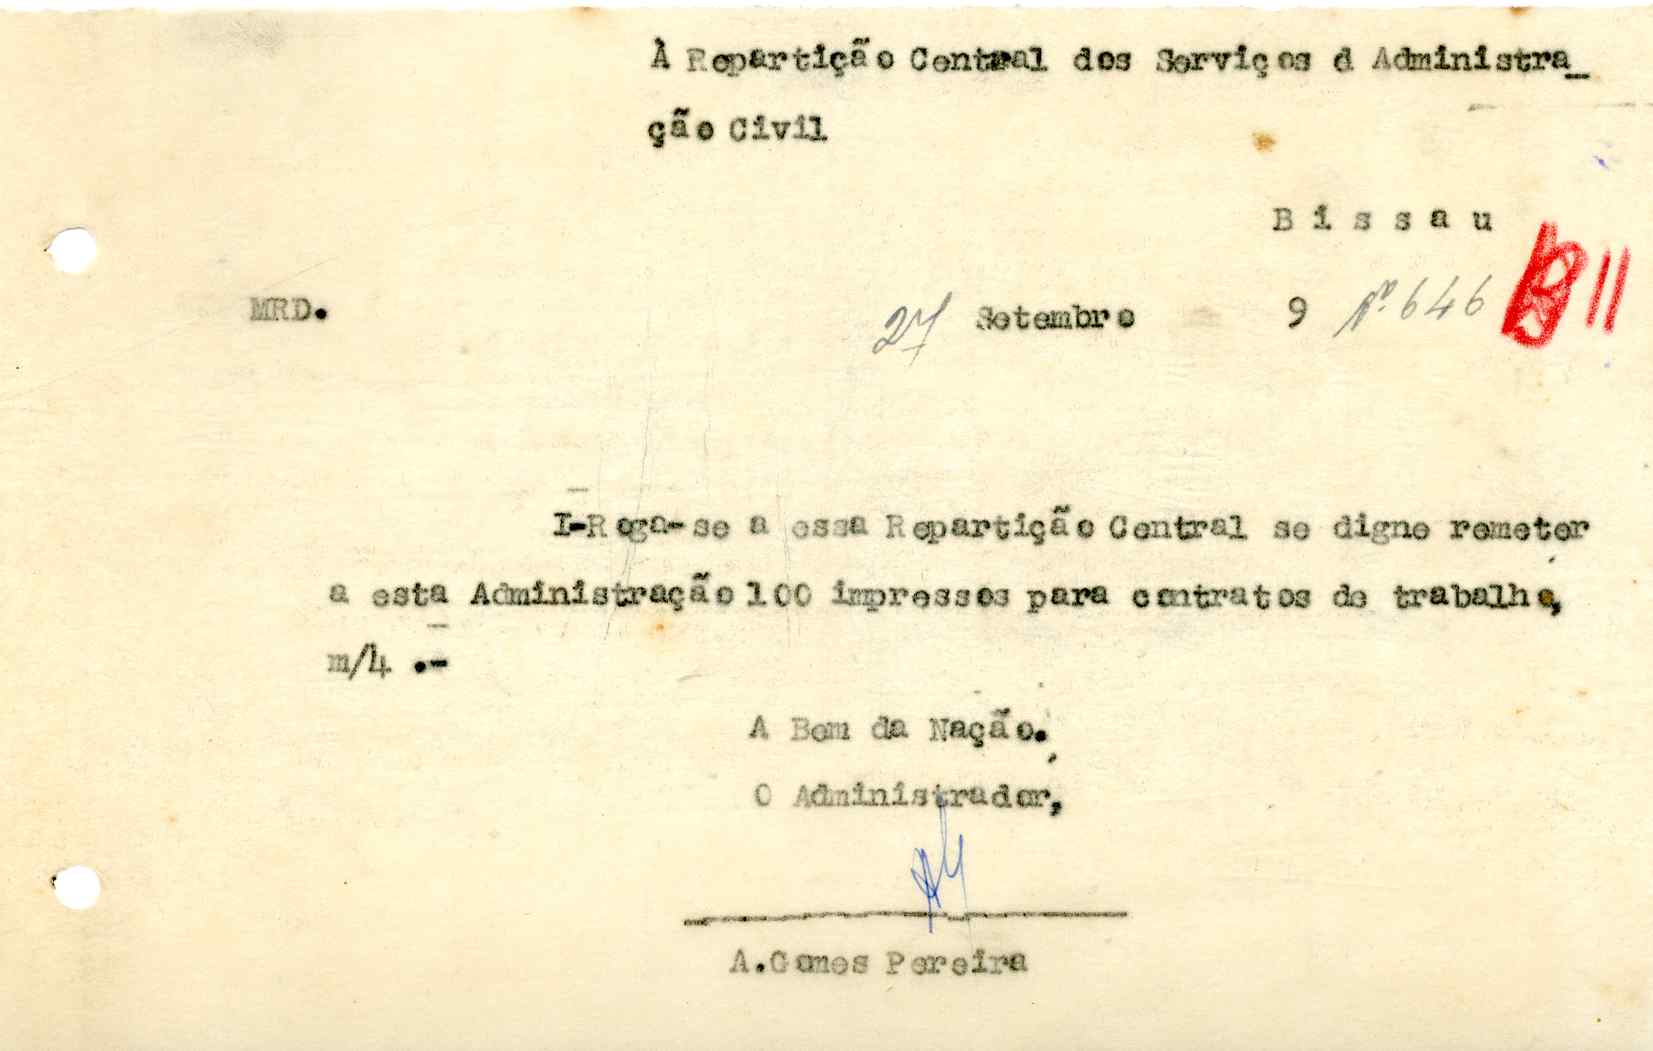 À Repartição Central dos Serviços d Administra_
ção Civil
B i s s a u
MRD.
27 Setembro 9 Nº. 646 11
I-Roga-se a essa Repartição Central se digne remeter
a esta Administração 100 impressos para contratos de trabalho,
m/4 .-
A Bem da Nação.
O Administrador,
A.Gomes Pereira